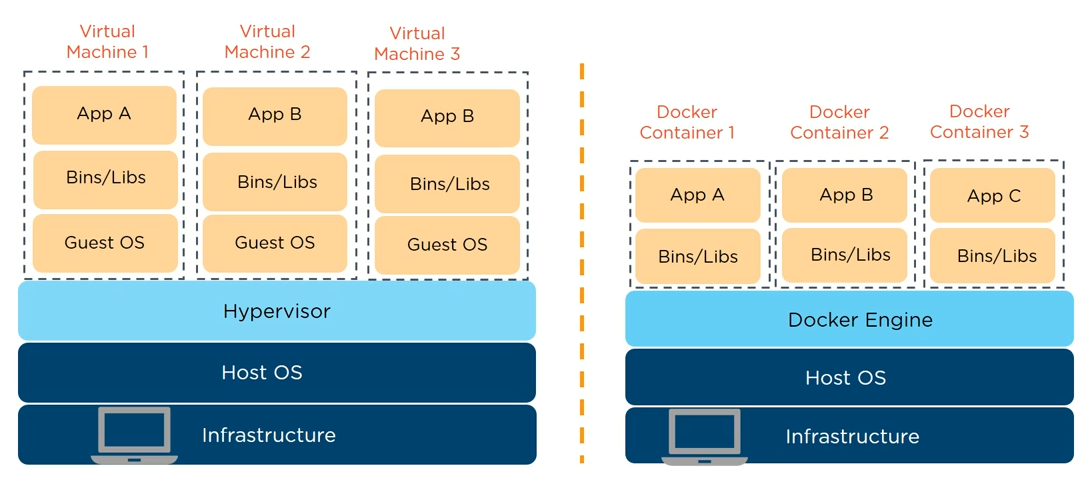 Virtual
Machine 1
Virtual
Machine 2
Virtual
Machine 3
App A
App B
App B
Bins/Libs
Bins/Libs
Bins/Libs
Guest OS
Guest OS
Guest OS
Hypervisor
Host OS
Infrastructure
Docker
Container 1
Docker
Container 2
Docker
Container 3
App A
App B
App C
Bins/Libs
Bins/Libs
Bins/Libs
Docker Engine
Host OS
Infrastructure